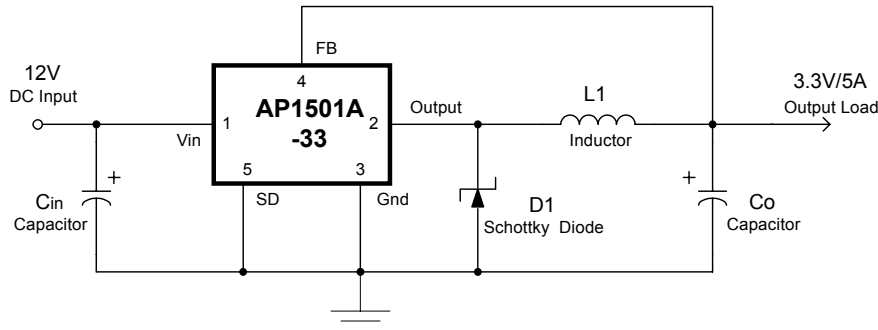 FB
12V
DC Input
4
AP1501A
-33
1
2
Vin
Output
L1
Inductor
3.3V/5A
Output Load
5
3
SD
Gnd
+
Cin
Capacitor
D1
Schottky Diode
+
Co
Capacitor